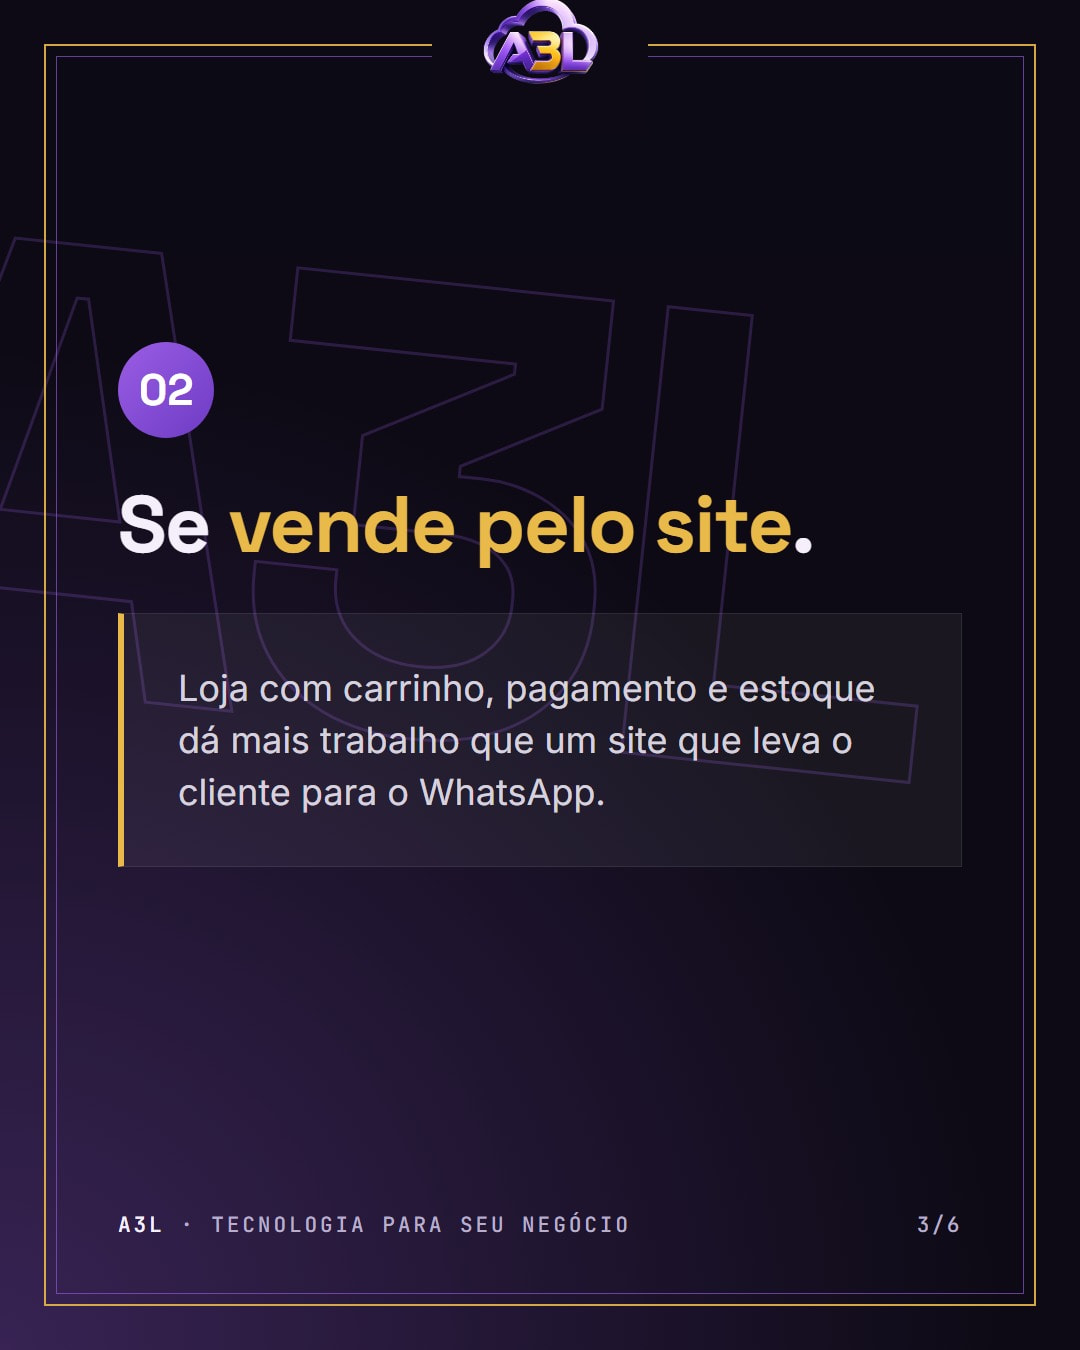 A3L
A3L
02
Se vende pelo site.
Loja com carrinho, pagamento e estoque
dá mais trabalho que um site que leva o
cliente para o WhatsApp.
A3L · TECNOLOGIA PARA SEU NEGÓCIO
3/6